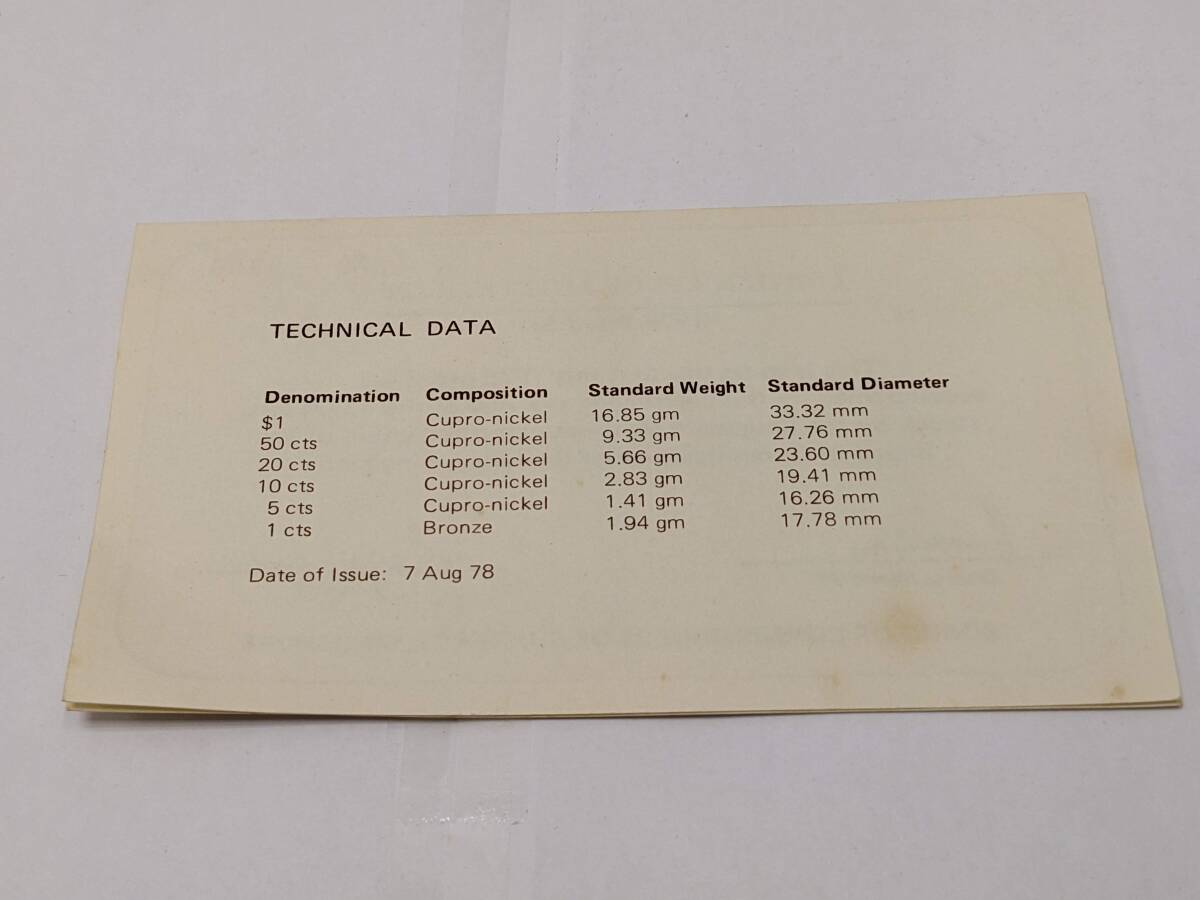 TECHNICAL DATA
Denomination Composition Standard Weight Standard Diameter
$1 Cupro-nickel 16.85 gm 33.32 mm
50 cts Cupro-nickel 9.33 gm 27.76 mm
20 cts Cupro-nickel 5.66 gm 23.60 mm
10 cts Cupro-nickel 2.83 gm 19.41 mm
5 cts Cupro-nickel 1.41 gm 16.26 mm
1 cts Bronze 1.94 gm 17.78 mm
Date of Issue: 7 Aug 78